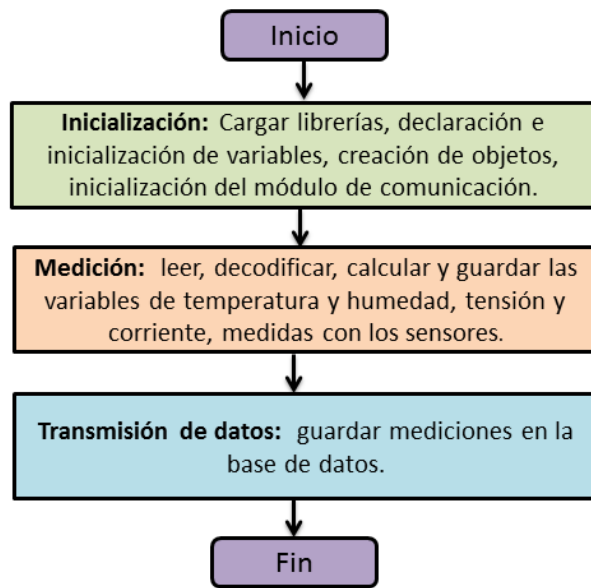 Inicio
Inicialización: Cargar librerías, declaración e
inicialización de variables, creación de objetos,
inicialización del módulo de comunicación.
Medición: leer, decodificar, calcular y guardar las
variables de temperatura y humedad, tensión y
corriente, medidas con los sensores.
Transmisión de datos: guardar mediciones en la
base de datos.
Fin